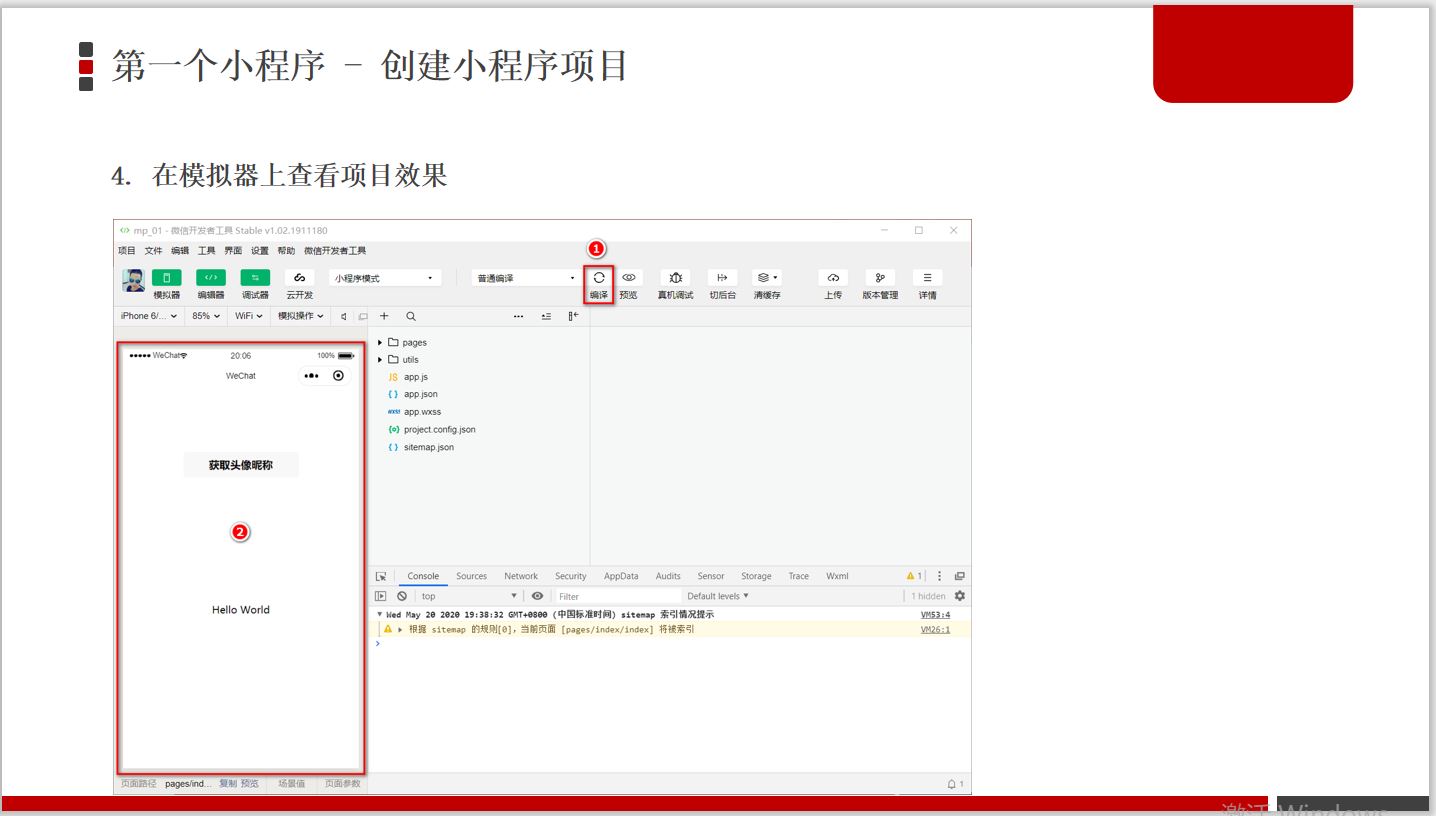 第一个小程序 - 创建小程序项目
4. 在模拟器上查看项目效果
mp_01 - 微信开发者工具 Stable v1.02.1911180
项目 文件 编辑 工具 界面 设置 帮助 微信开发者工具
1
小程序模式 普通编译
模拟器 编辑器 调试器 云开发 编译 预览 真机调试 切后台 清缓存 上传 版本管理 详情
iPhone 6/... 85% WiFi 模拟操作
pages
WeChat 20:06 100%
utils
WeChat
JS app.js
{ } app.json
wxss app.wxss
{o} project.config.json
{ } sitemap.json
获取头像昵称
2
Hello World
Console Sources Network Security AppData Audits Sensor Storage Trace Wxml 1
top Filter Default levels 1 hidden
Wed May 20 2020 19:38:32 GMT+0800 (中国标准时间) sitemap 索引情况提示 VM53:4
根据 sitemap 的规则[0]，当前页面 [pages/index/index] 将被索引 VM26:1
页面路径 pages/ind... 复制 预览 场景值 页面参数 1
激活 Windows